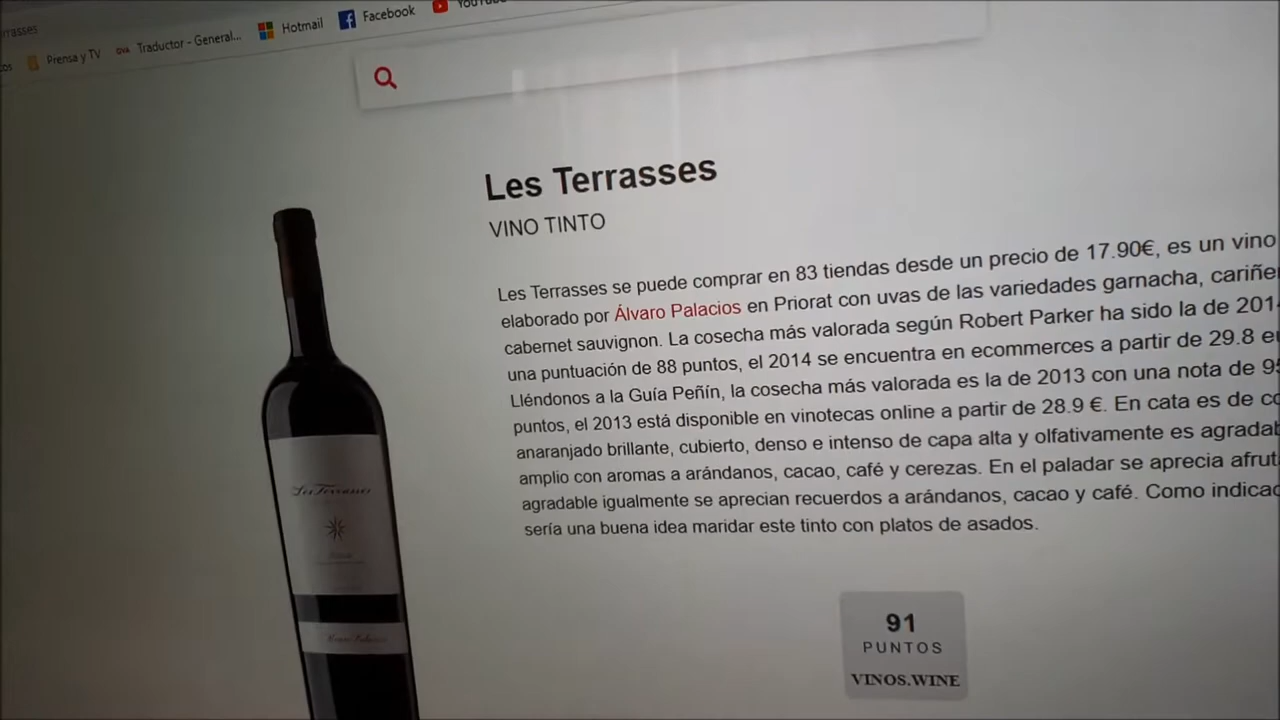 Prensa y TV
Traductor - General...
Hotmail
Facebook
Les Terrasses
VINO TINTO
Les Terrasses se puede comprar en 83 tiendas desde un precio de 17.90€, es un vino
elaborado por Álvaro Palacios en Priorat con uvas de las variedades garnacha,
cabernet sauvignon. La cosecha más valorada según Robert Parker ha sido la de
una puntuación de 88 puntos, el 2014 se encuentra en ecommerces a partir de 29.8
Lléndonos a la Guía Peñín, la cosecha más valorada es la de 2013 con una nota de
puntos, el 2013 está disponible en vinotecas online a partir de 28.9 €. En cata es de
anaranjado brillante, cubierto, denso e intenso de capa alta y olfativamente es
amplio con aromas a arándanos, cacao, café y cerezas. En el paladar se aprecia
agradable igualmente se aprecian recuerdos a arándanos, cacao y café. Como
sería una buena idea maridar este tinto con platos de asados.
Les Terrasses
91
PUNTOS
VINOS.WINE